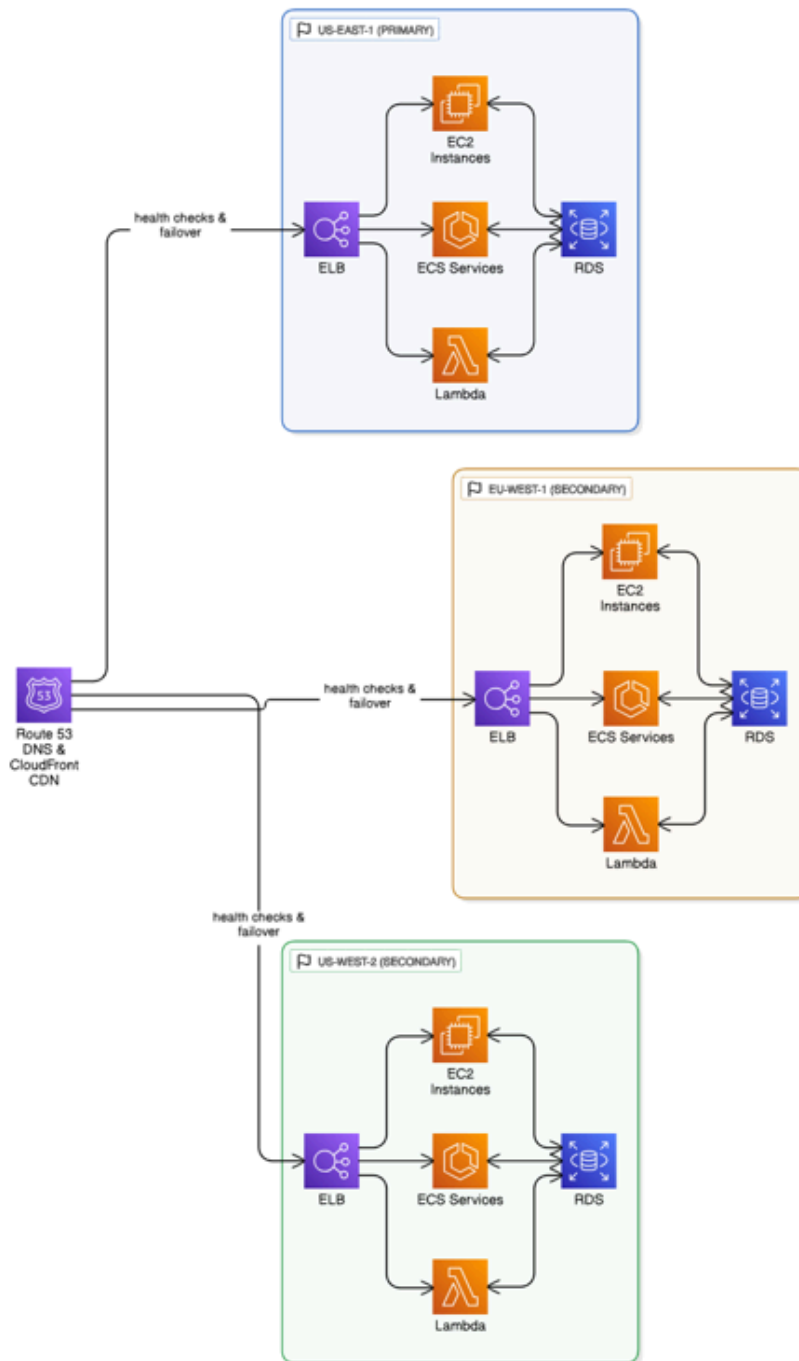 US-EAST-1 (PRIMARY)
EC2
Instances
health checks &
failover
ELB
ECS Services
RDS
Lambda
EU-WEST-1 (SECONDARY)
EC2
Instances
53
Route 53
DNS &
CloudFront
CDN
health checks &
failover
ELB
ECS Services
RDS
Lambda
health checks &
failover
US-WEST-2 (SECONDARY)
EC2
Instances
ELB
ECS Services
RDS
Lambda